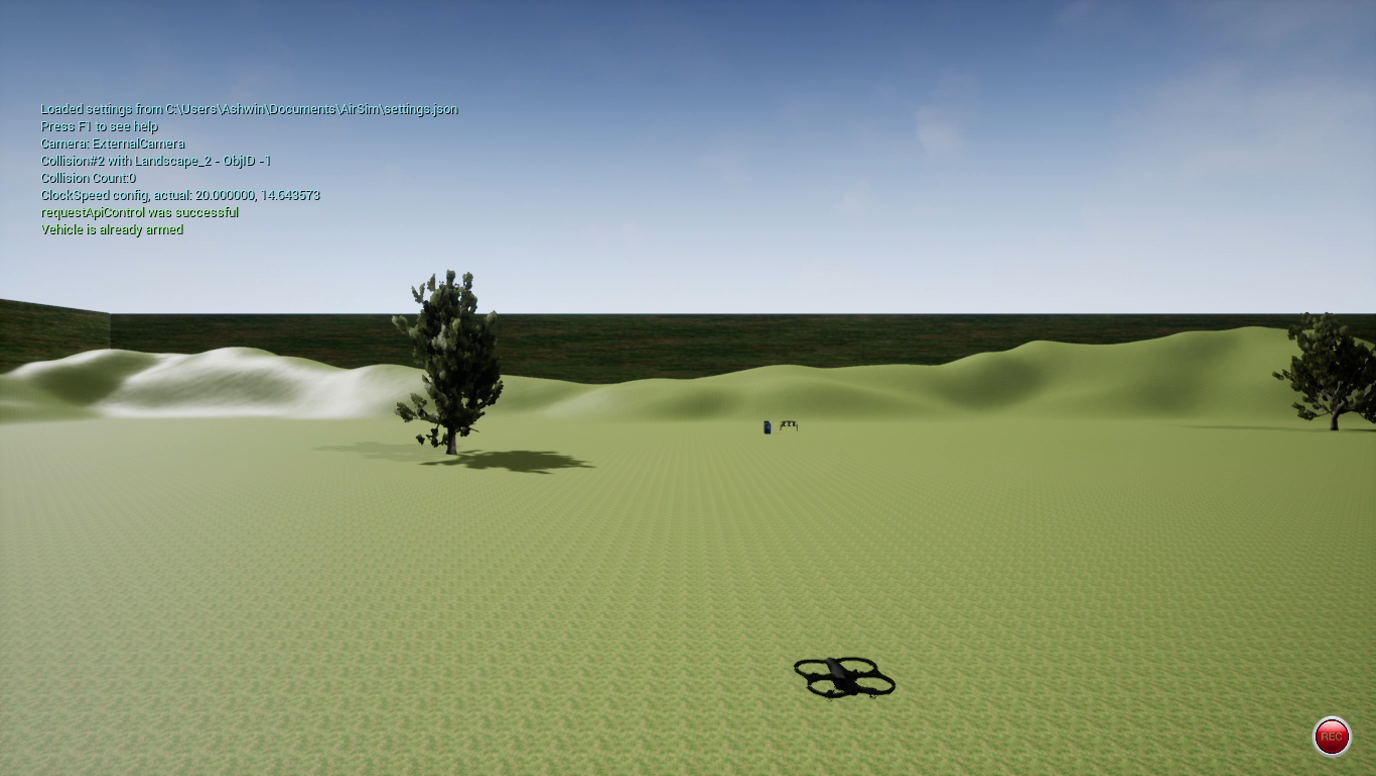 Loaded settings from C:\Users\Ashwin\Documents\AirSim\settings.json
Press F1 to see help
Camera: ExternalCamera
Collision#2 with Landscape_2 - ObjID -1
Collision Count:0
ClockSpeed config, actual: 20.000000, 14.643573
requestApiControl was successful
Vehicle is already armed
REC